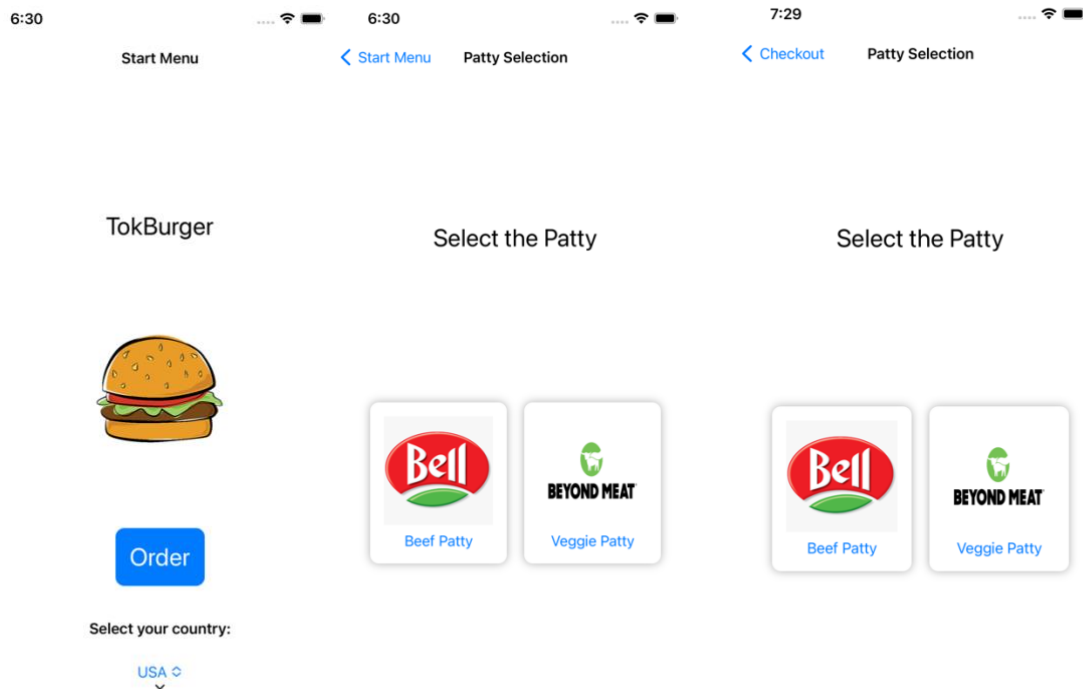 6:30
Start Menu
TokBurger
Order
Select your country:
USA
6:30
Start Menu
Patty Selection
Select the Patty
Bell
Beef Patty
BEYOND MEAT
Veggie Patty
7:29
Checkout
Patty Selection
Select the Patty
Bell
Beef Patty
BEYOND MEAT
Veggie Patty